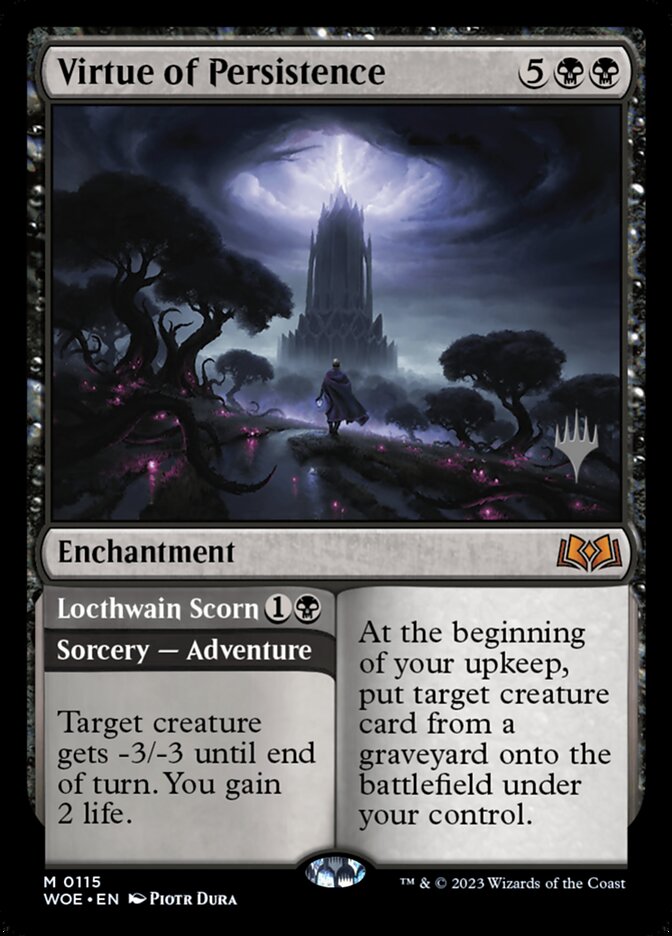 Virtue of Persistence 5
Enchantment
Locthwain Scorn 1
Sorcery — Adventure
Target creature
gets -3/-3 until end
of turn. You gain
2 life.
At the beginning
of your upkeep,
put target creature
card from a
graveyard onto the
battlefield under
your control.
M 0115
WOE • EN Piotr Dura
™ & © 2023 Wizards of the Coast